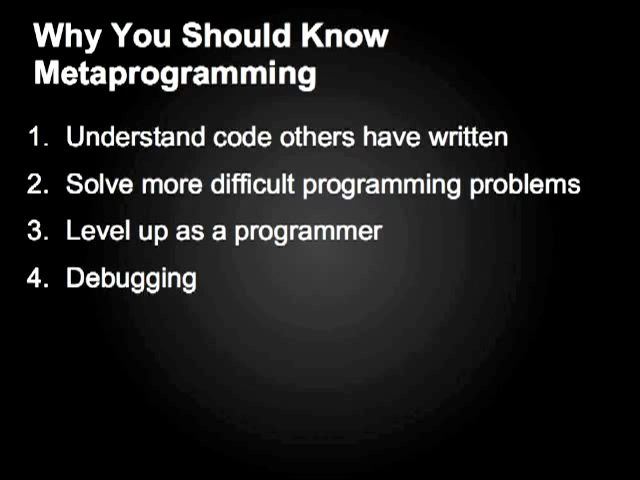 Why You Should Know
Metaprogramming
1. Understand code others have written
2. Solve more difficult programming problems
3. Level up as a programmer
4. Debugging